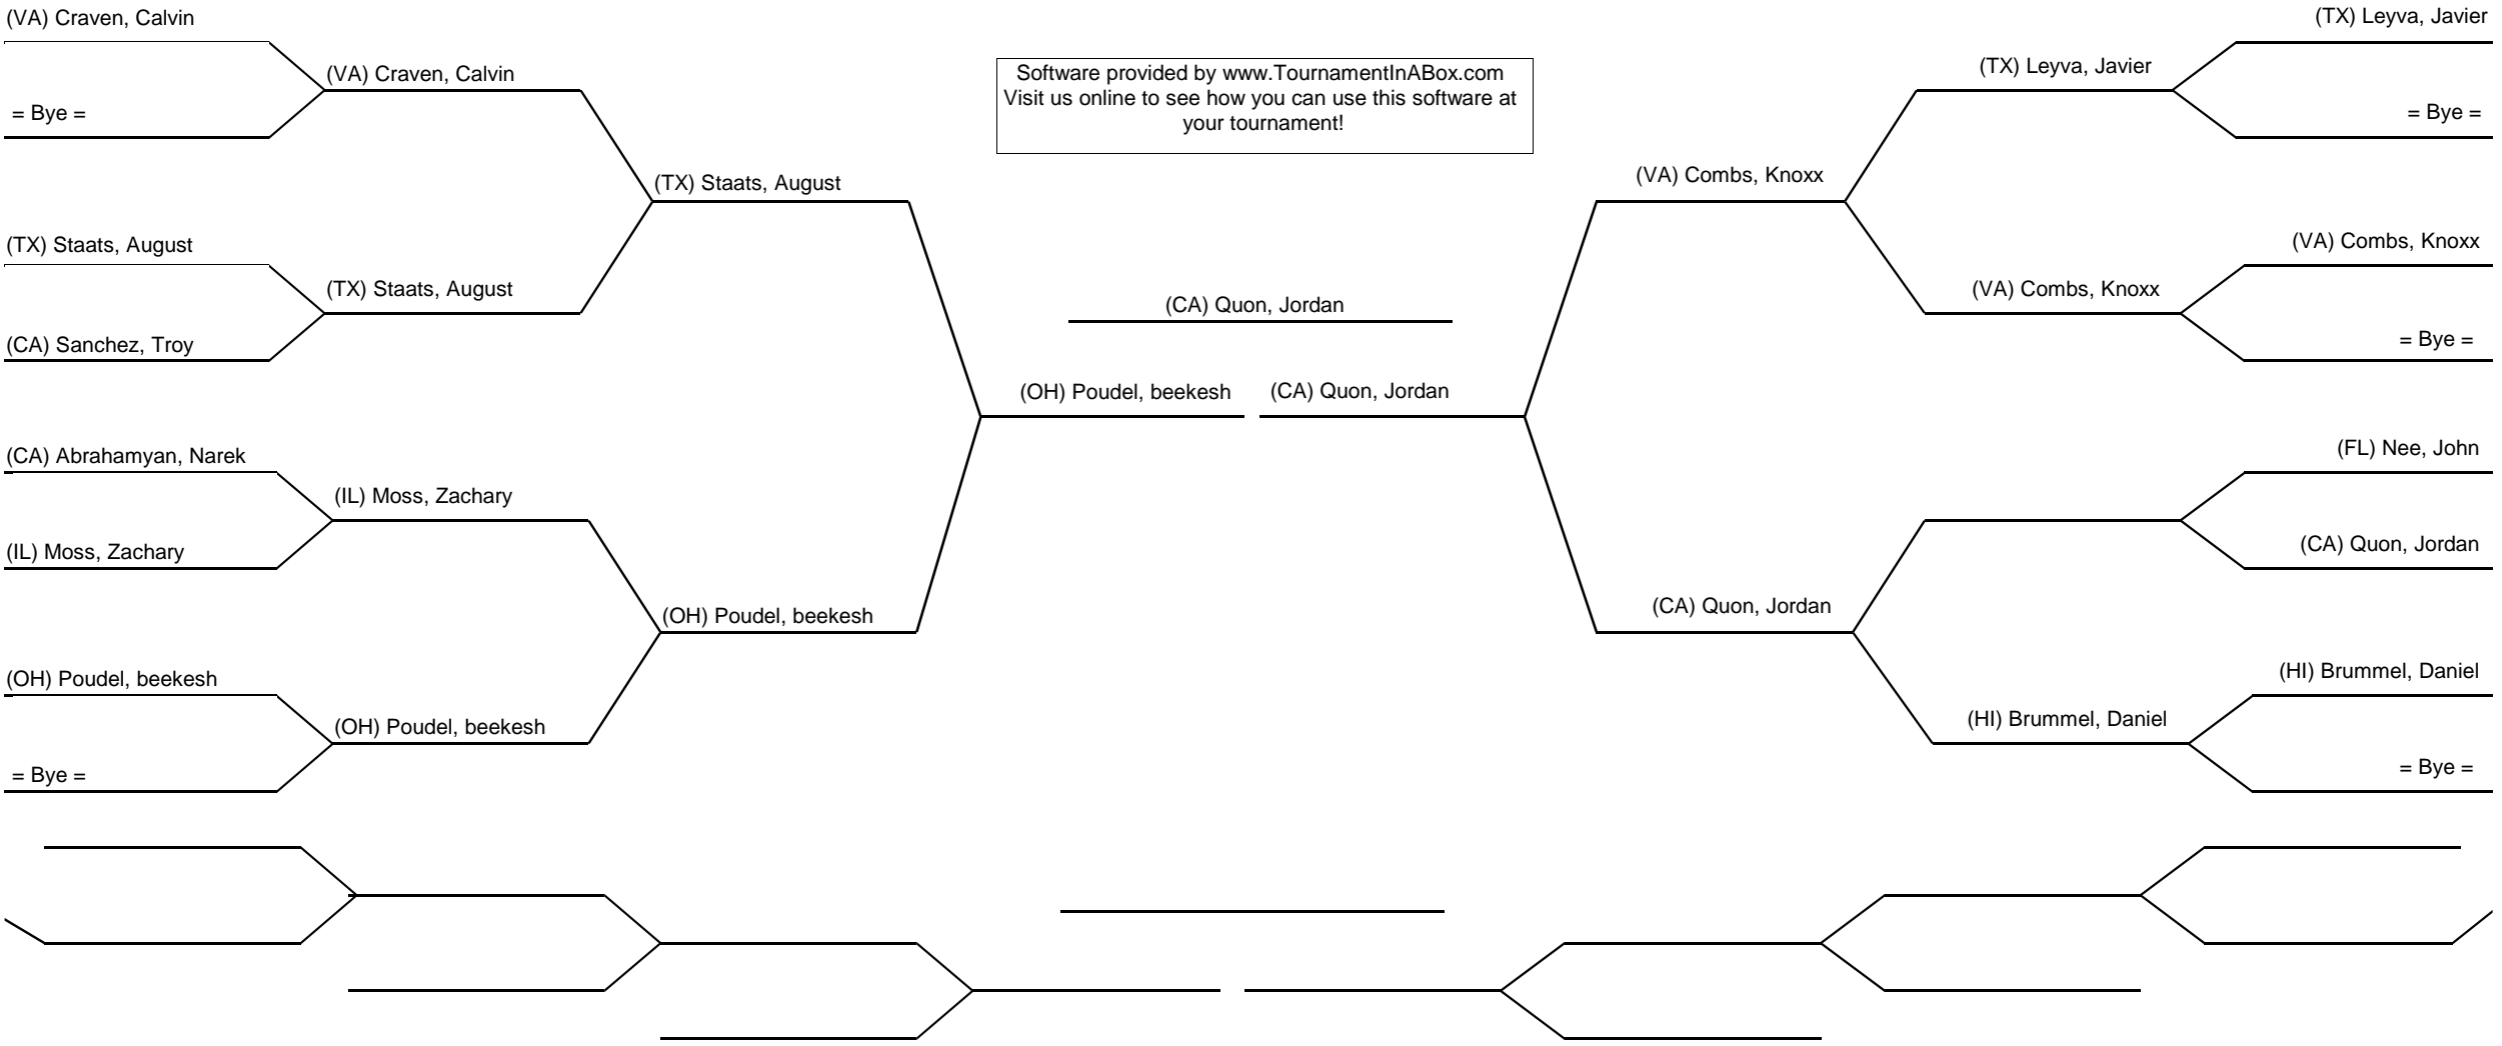 (VA) Craven, Calvin
= Bye =
(TX) Staats, August
(CA) Sanchez, Troy
(CA) Abrahamyan, Narek
(IL) Moss, Zachary
(OH) Poudel, beekesh
= Bye =
(VA) Craven, Calvin
(TX) Staats, August
(IL) Moss, Zachary
(OH) Poudel, beekesh
(TX) Staats, August
(OH) Poudel, beekesh
Software provided by www.TournamentInABox.com
Visit us online to see how you can use this software at
your tournament!
(CA) Quon, Jordan
(OH) Poudel, beekesh
(CA) Quon, Jordan
(VA) Combs, Knoxx
(CA) Quon, Jordan
(TX) Leyva, Javier
(VA) Combs, Knoxx
(HI) Brummel, Daniel
(TX) Leyva, Javier
= Bye =
(VA) Combs, Knoxx
= Bye =
(FL) Nee, John
(CA) Quon, Jordan
(HI) Brummel, Daniel
= Bye =